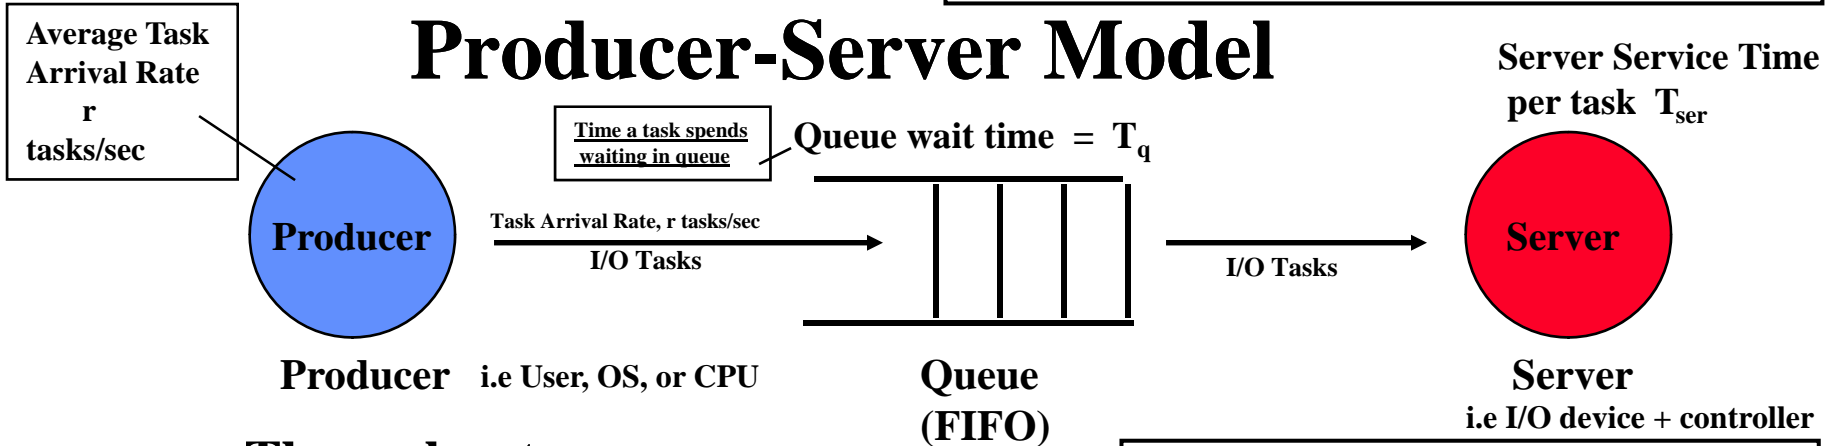 Average Task
Arrival Rate
r
tasks/sec
Producer-Server Model
Server Service Time
per task Tser
Time a task spends
waiting in queue
Queue wait time = Tq
Producer
Task Arrival Rate, r tasks/sec
I/O Tasks
I/O Tasks
Server
Producer i.e User, OS, or CPU
Queue
(FIFO)
Server
i.e I/O device + controller